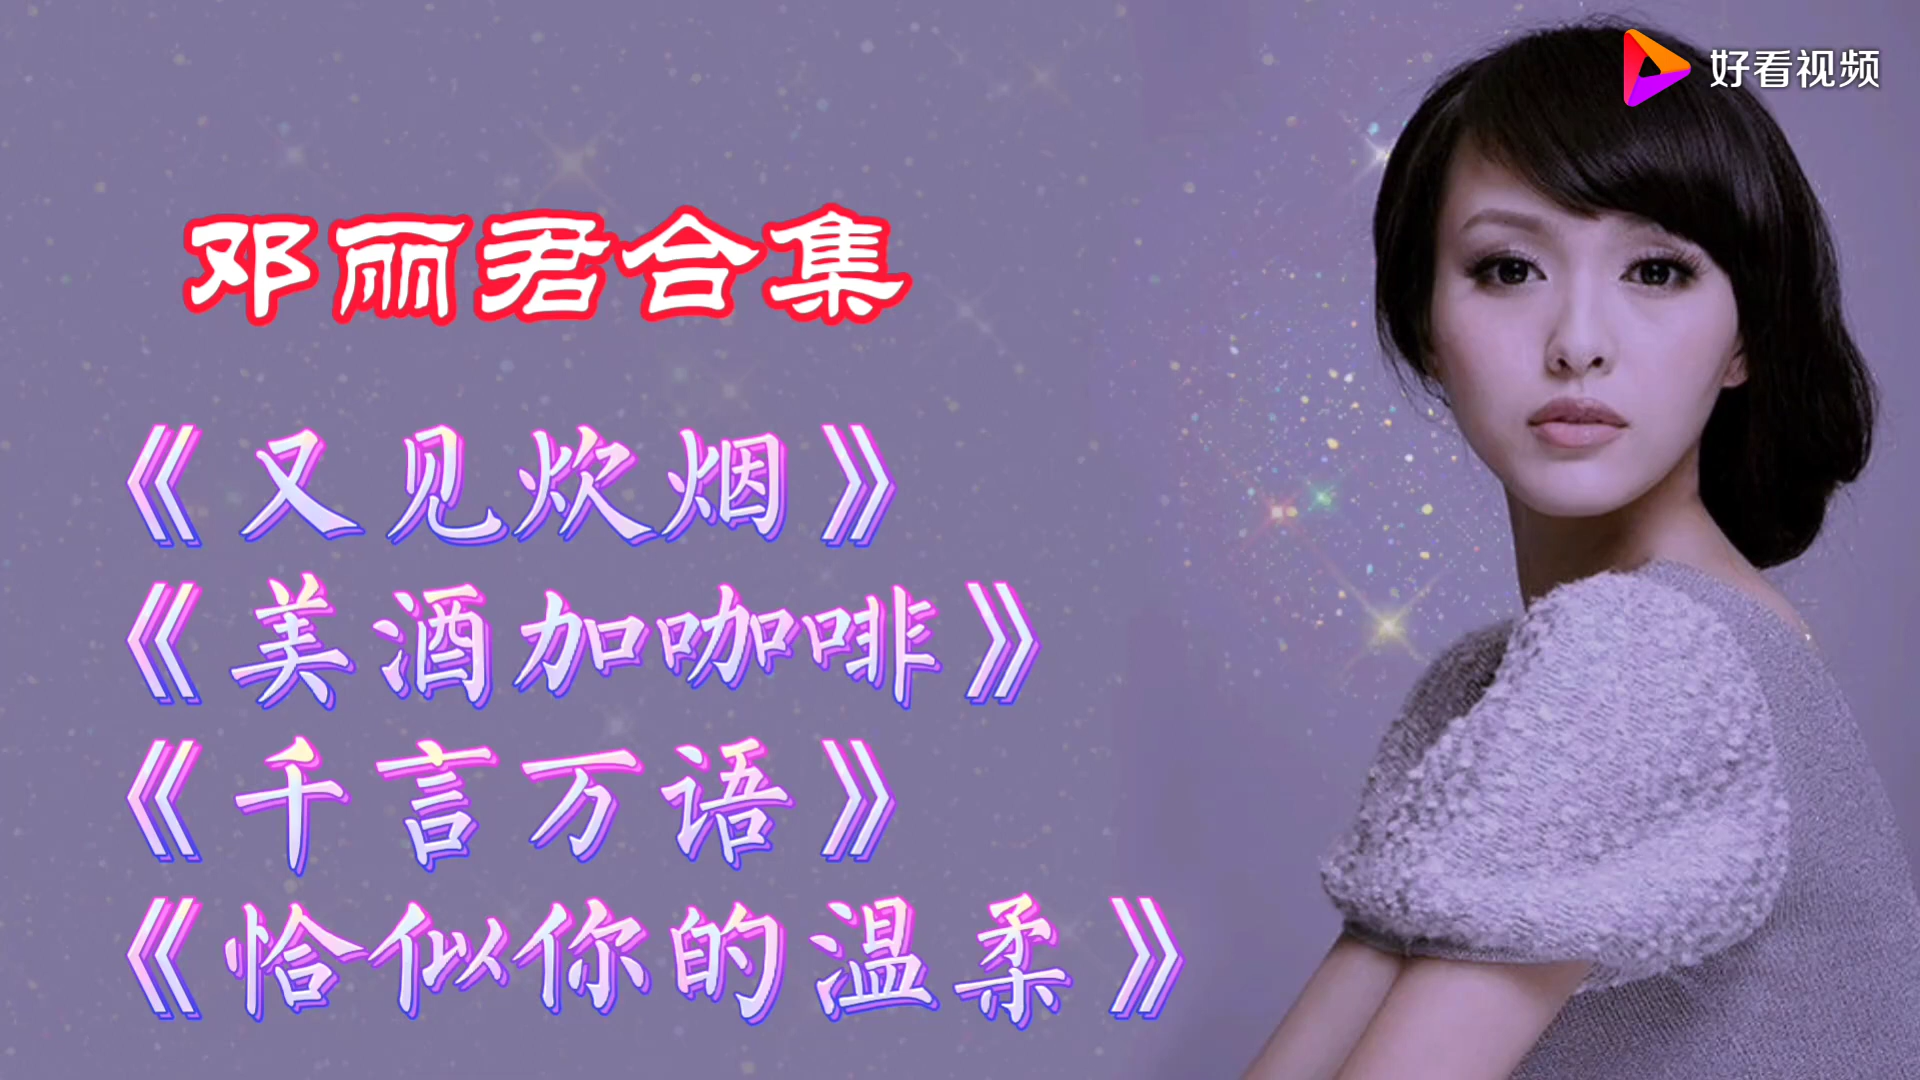 好看视频
邓丽君合集
《又见炊烟》
《美酒加咖啡》
《千言万语》
《恰似你的温柔》